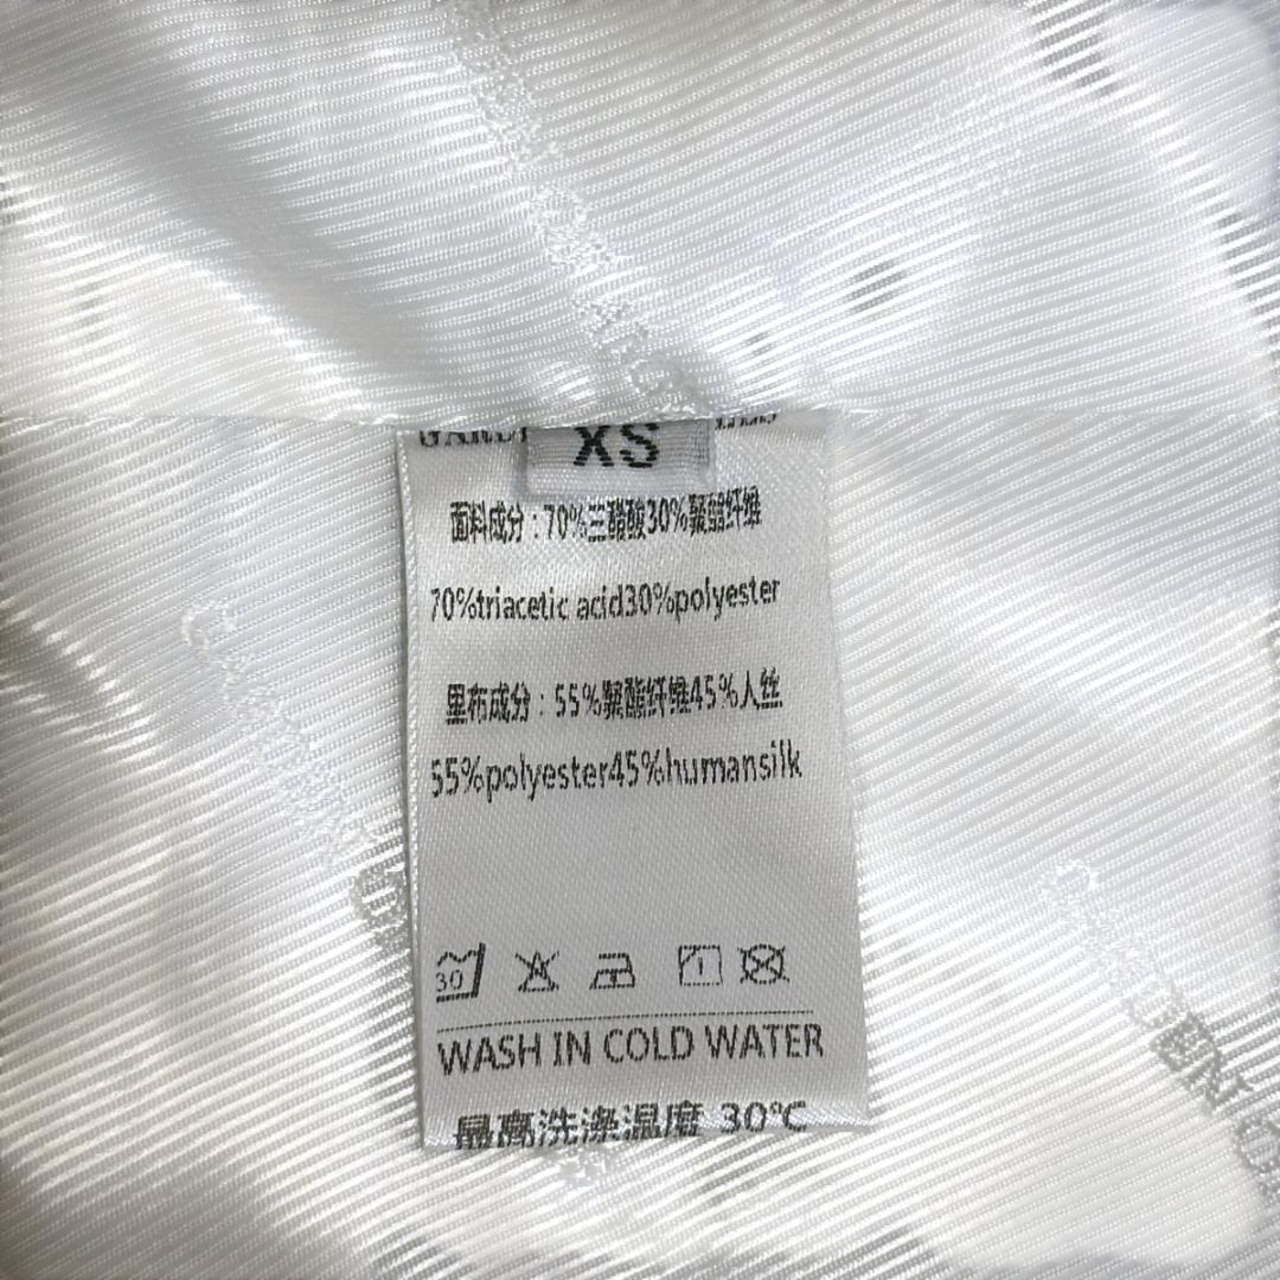 XS
面料成分：70%三醋酸30%聚酯纤维
70%triacetic acid30%polyester
里布成分：55%聚酯纤维45%人丝
55%polyester45%humansilk
30
WASH IN COLD WATER
最高洗涤温度 30℃